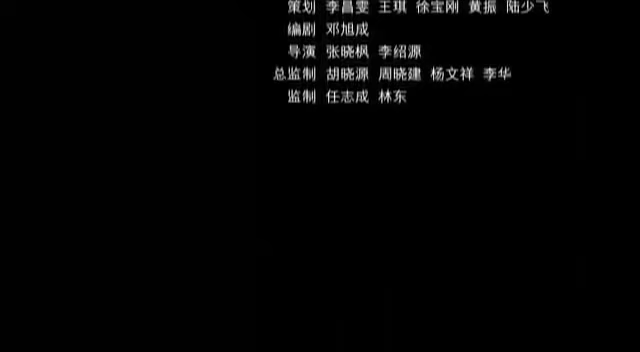 策划 李昌雯 王琪 徐宝刚 黄振 陆少飞
编剧 邓旭成
导演 张晓枫 李绍源
总监制 胡晓源 周晓建 杨文祥 李华
监制 任志成 林东